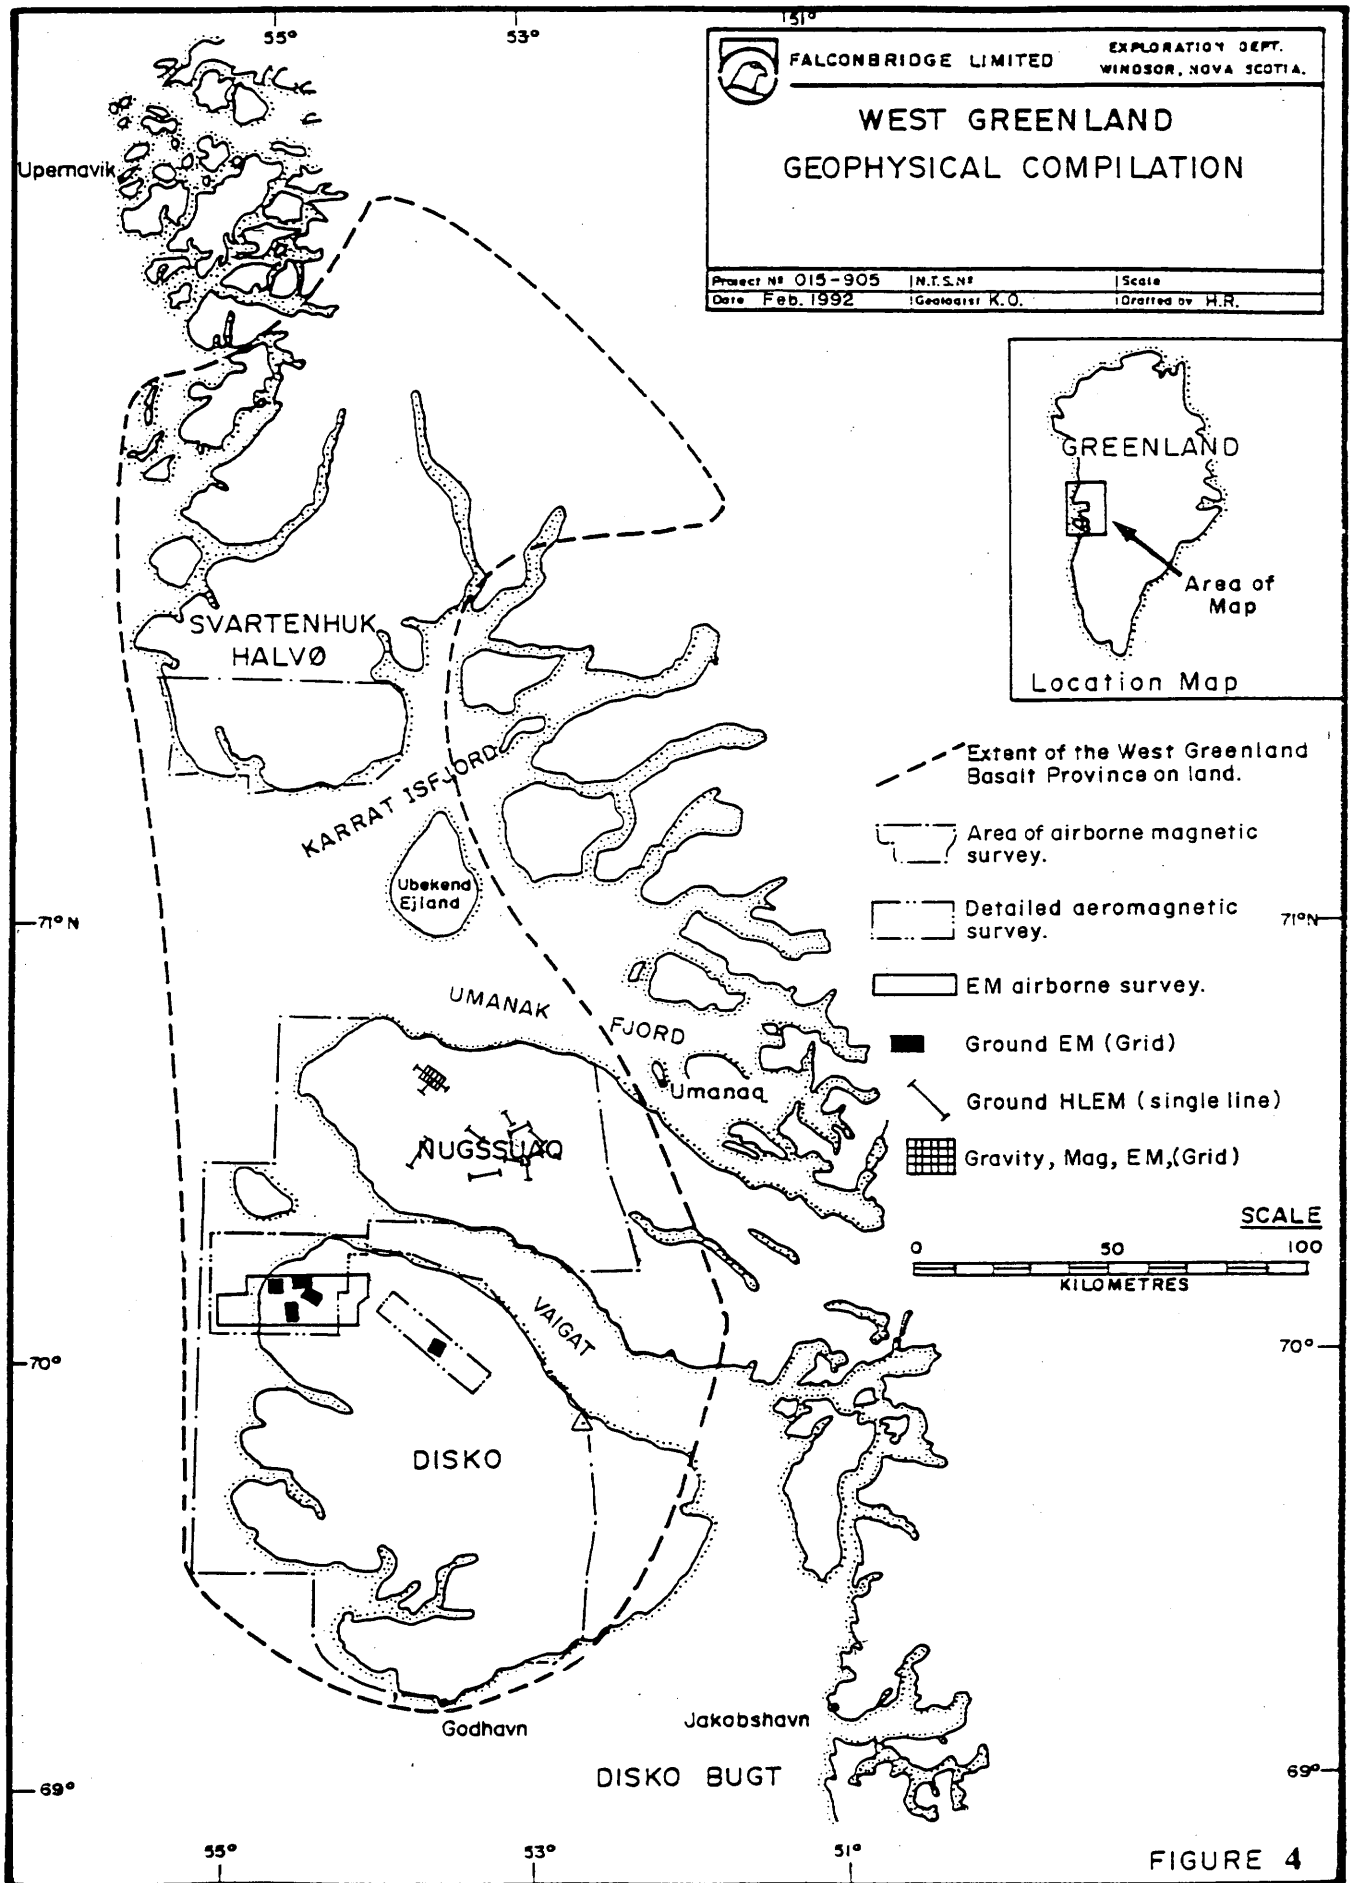 55°
53°
51°
FALCONBRIDGE LIMITED
EXPLORATION DEPT.
WINDSOR, NOVA SCOTIA.
WEST GREENLAND
GEOPHYSICAL COMPILATION
Project Nº 015-905
N.T.S. Nº
Scale
Date Feb. 1992
Geologist K.O.
Drafted by H.R.
Upernavik
GREENLAND
Area of
Map
Location Map
SVARTENHUK
HALVØ
KARRAT ISFJORD
Ubekend
Ejland
Extent of the West Greenland
Basalt Province on land.
Area of airborne magnetic
survey.
Detailed aeromagnetic
survey.
EM airborne survey.
Ground EM (Grid)
Ground HLEM (single line)
Gravity, Mag, EM,(Grid)
71° N
71°N
UMANAK
FJORD
Umanaq
NUGSSUAQ
SCALE
0 50 100
KILOMETRES
VAIGAT
70°
70°
DISKO
Godhavn
Jakobshavn
DISKO BUGT
69°
69°
55°
53°
51°
FIGURE 4